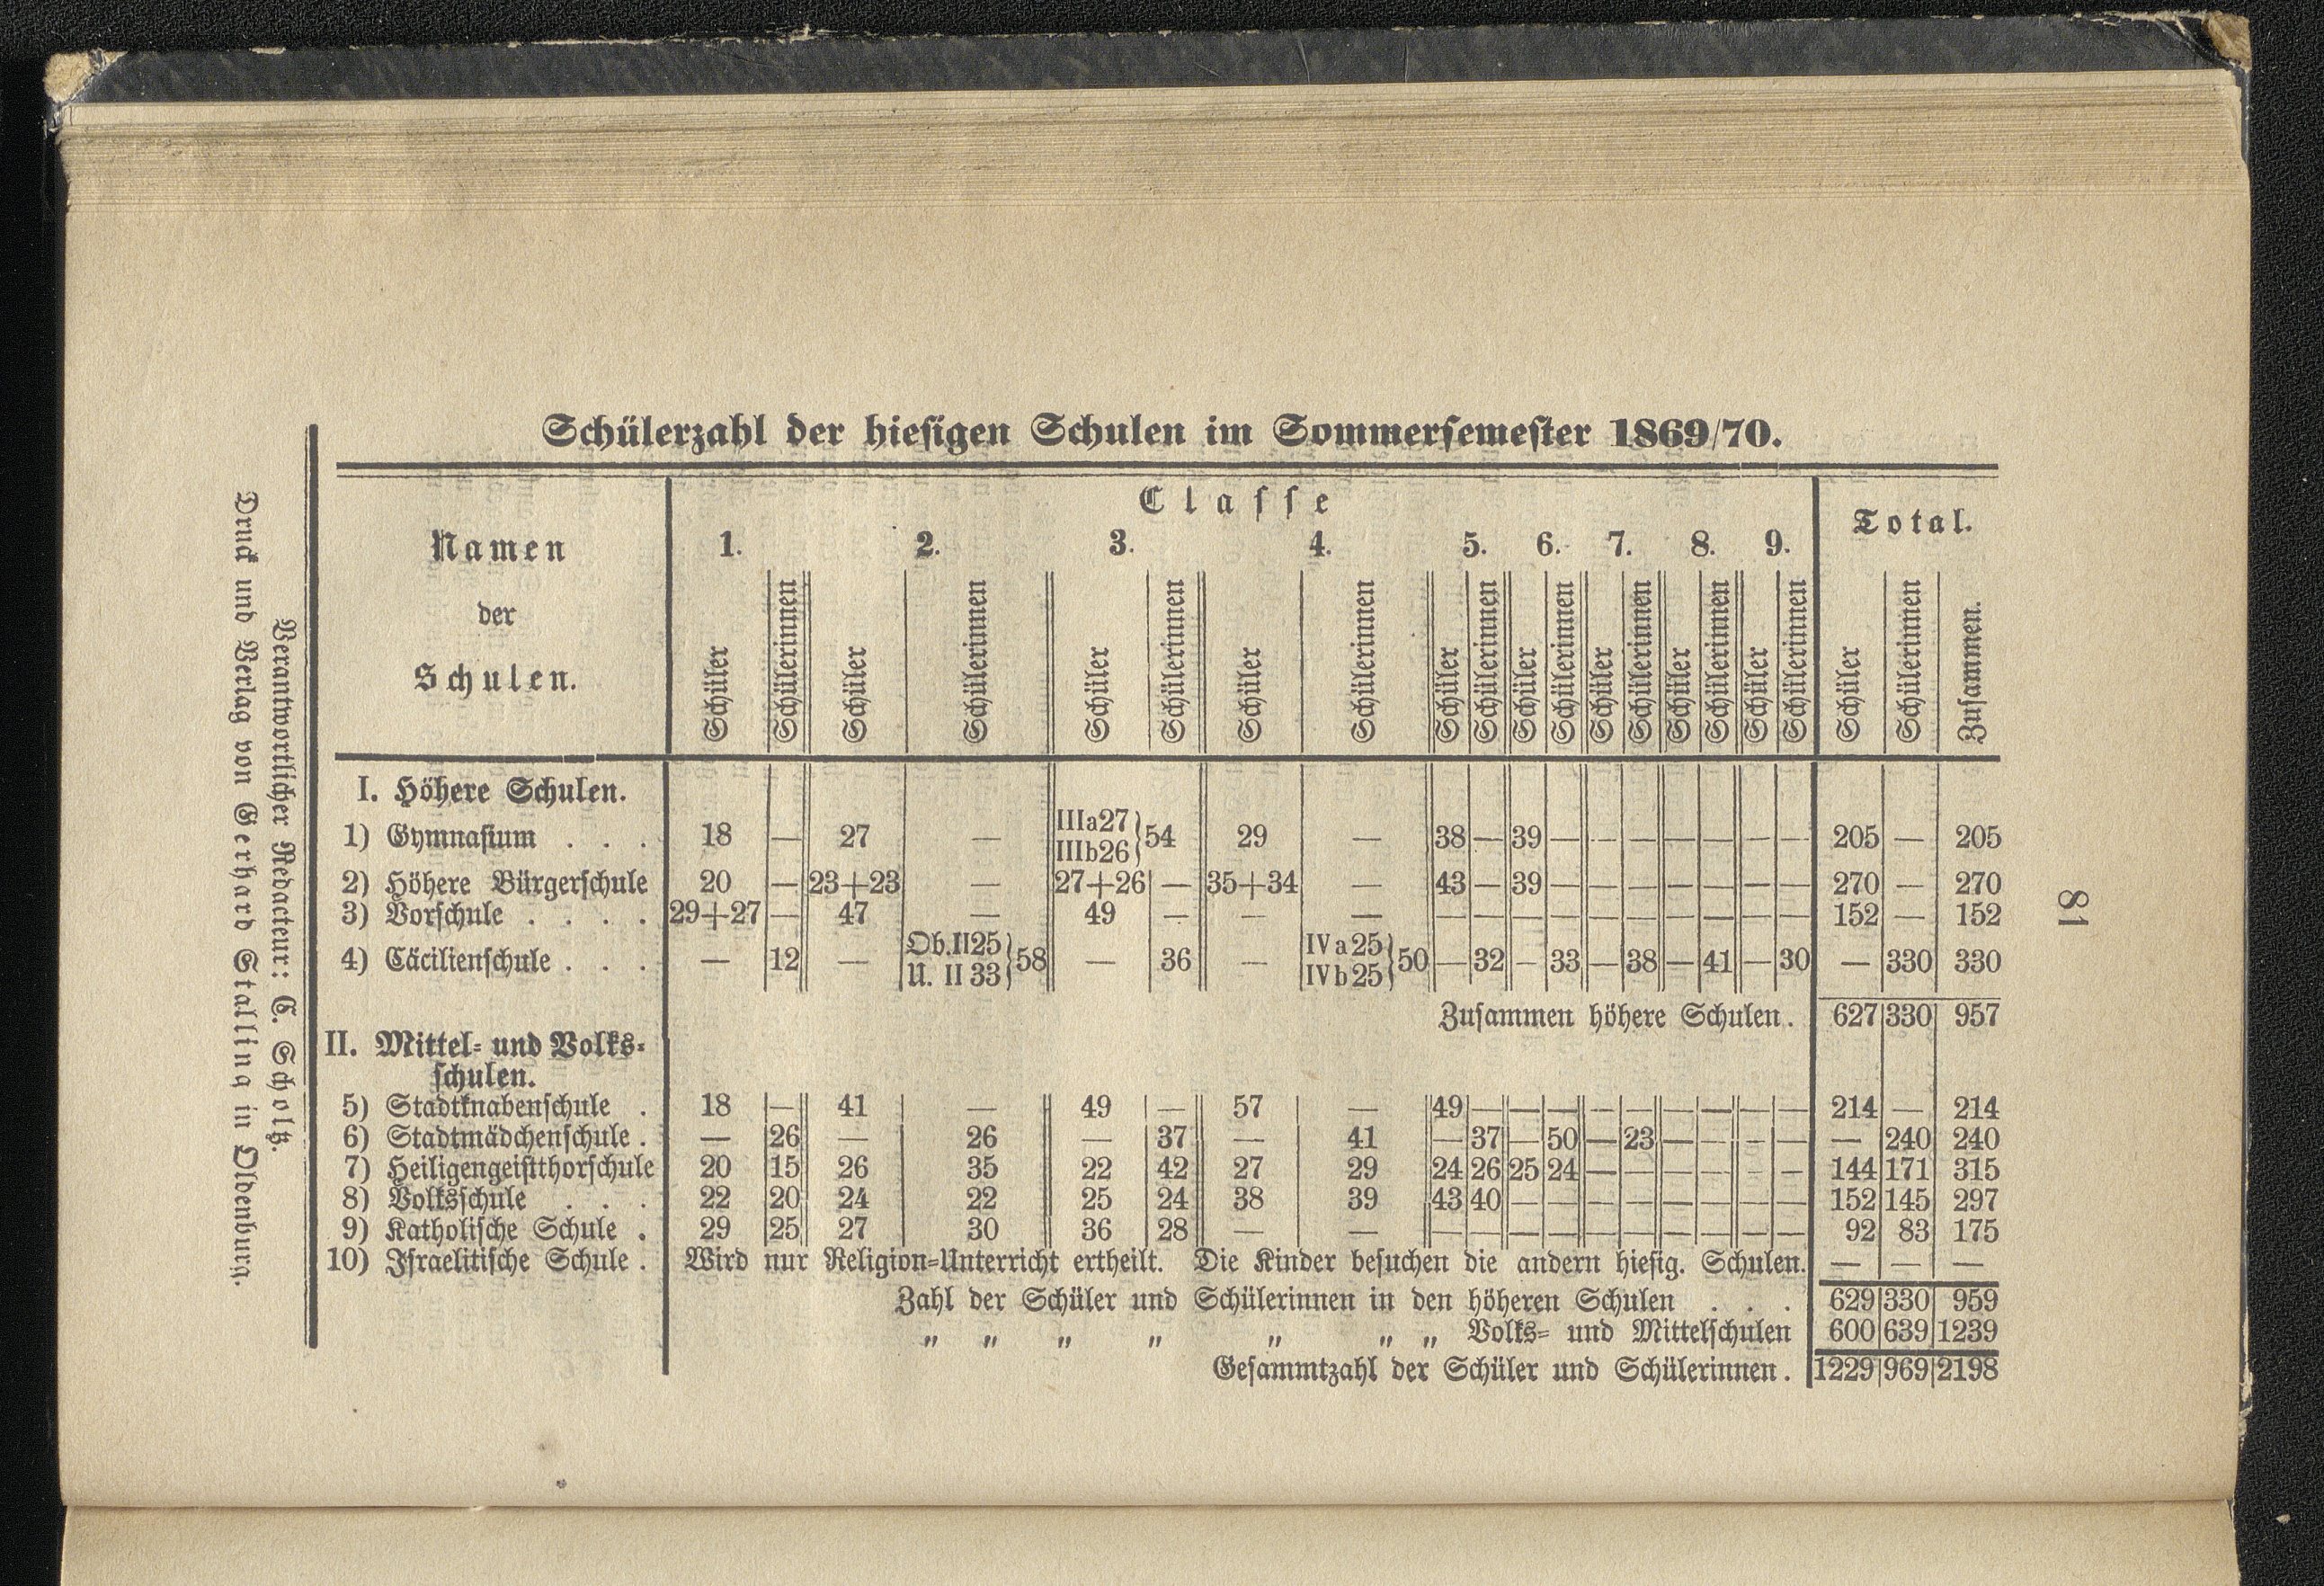 Schülerzahl der hiesigen Schulen im Sommersemester 1869/70.
Namen der Schulen. Classe Total.
1. 2. 3. 4. 5. 6. 7. 8. 9.
Schüler Schülerinnen Schüler Schülerinnen Schüler Schülerinnen Schüler Schülerinnen Schüler Schülerinnen Schüler Schülerinnen Schüler Schülerinnen Schüler Schülerinnen Schüler Schülerinnen Schüler Schülerinnen Zusammen.
I. Höhere Schulen.
1) Gymnasium . . . 18 — 27 — IIIa27 IIIb26 } 54 29 — 38 — 39 — — — — — — — 205 — 205
2) Höhere Bürgerschule 20 — 23+23 — 27+26 — 35+34 — 43 — 39 — — — — — — — 270 — 270
3) Vorschule . . . . 29+27 — 47 — 49 — — — — — — — — — — — — — 152 — 152
4) Cäcilienschule . . . — 12 — Ob. II 25 U. II 33 } 58 — 36 — IVa 25 IVb 25 } 50 — 32 — 33 — 38 — 41 — 30 — 330 330
Zusammen höhere Schulen. 627 330 957
II. Mittel- und Volks-
schulen.
5) Stadtknabenschule . 18 — 41 — 49 — 57 — 49 — — — — — — — — — 214 — 214
6) Stadtmädchenschule . — 26 — 26 — 37 — 41 — 37 — 50 — 23 — — — — — 240 240
7) Heiligengeistthorschule 20 15 26 35 22 42 27 29 24 26 25 24 — — — — — — 144 171 315
8) Volksschule . . . 22 20 24 22 25 24 38 39 43 40 — — — — — — — — 152 145 297
9) Katholische Schule . 29 25 27 30 36 28 — — — — — — — — — — — — 92 83 175
10) Israelitische Schule . Wird nur Religion-Unterricht ertheilt. Die Kinder besuchen die andern hiesig. Schulen. — — —
Zahl der Schüler und Schülerinnen in den höheren Schulen . . . 629 330 959
" " " " " " " Volks- und Mittelschulen 600 639 1239
Gesammtzahl der Schüler und Schülerinnen . 1229 969 2198
81
Verantwortlicher Redacteur: C. Scholtz.
Druck und Verlag von Gerhard Stalling in Oldenburg.